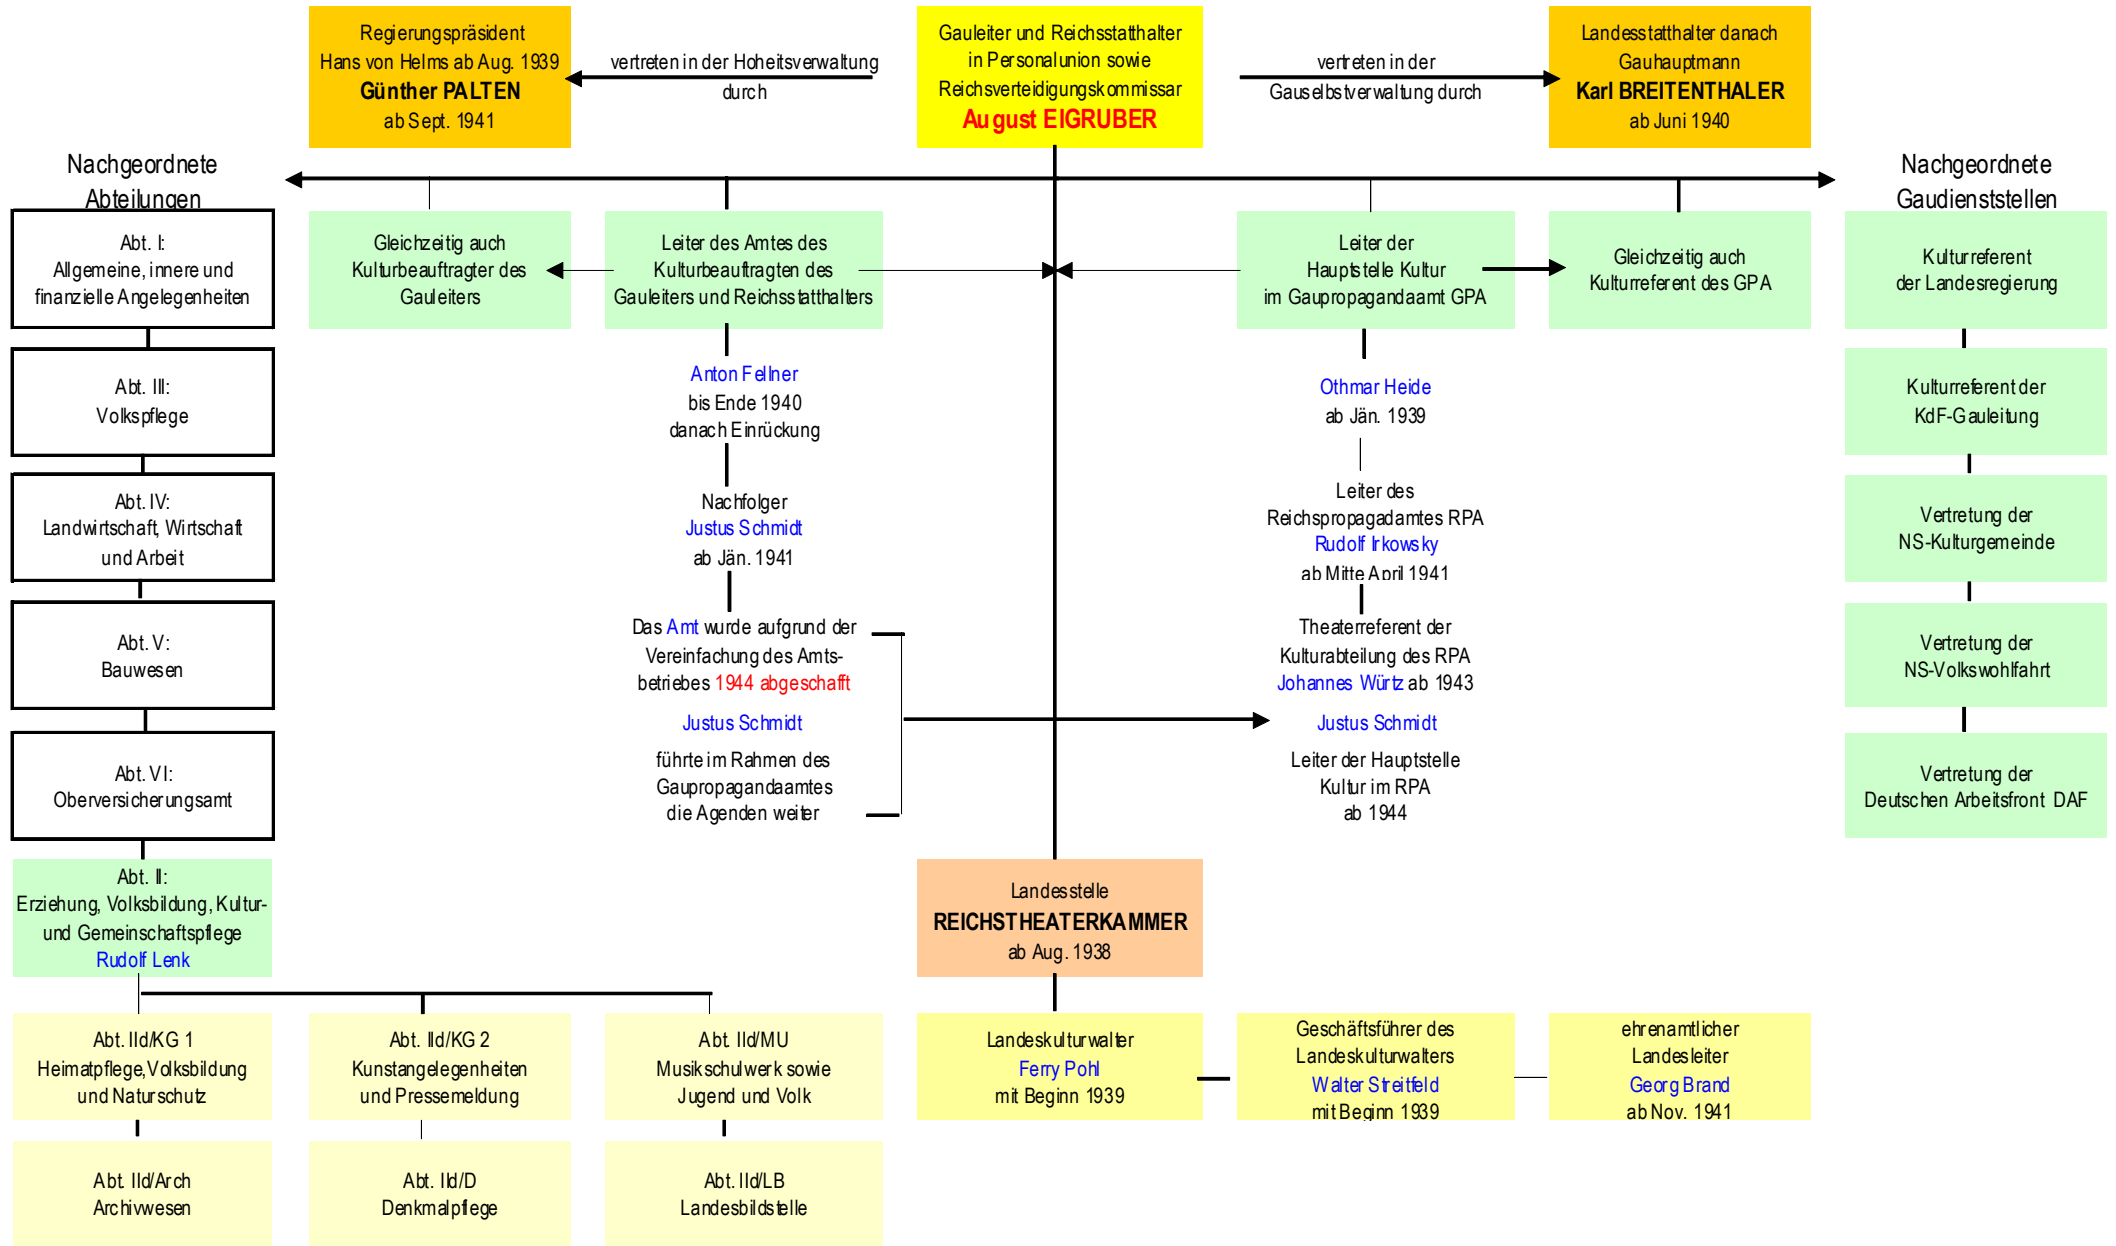 Regierungspräsident
Hans von Helms ab Aug. 1939
Günther PALTEN
ab Sept. 1941
vertreten in der Hoheitsverwaltung
durch
Gauleiter und Reichsstatthalter
in Personalunion sowie
Reichsverteidigungskommissar
August EIGRUBER
vertreten in der
Gauselbstverwaltung durch
Landesstatthalter danach
Gauhauptmann
Karl BREITENTHALER
ab Juni 1940
Nachgeordnete
Abteilungen
Nachgeordnete
Gaudienststellen
Abt. I:
Allgemeine, innere und
finanzielle Angelegenheiten
Gleichzeitig auch
Kulturbeauftragter des
Gauleiters
Leiter des Amtes des
Kulturbeauftragten des
Gauleiters und Reichsstatthalters
Leiter der
Hauptstelle Kultur
im Gaupropagandaamt GPA
Gleichzeitig auch
Kulturreferent des GPA
Kulturreferent
der Landesregierung
Abt. III:
Volkspflege
Anton Fellner
bis Ende 1940
danach Einrückung
Othmar Heide
ab Jän. 1939
Kulturreferent der
KdF-Gauleitung
Abt. IV:
Landwirtschaft, Wirtschaft
und Arbeit
Nachfolger
Justus Schmidt
ab Jän. 1941
Leiter des
Reichspropagadamtes RPA
Rudolf Irkowsky
ab Mitte April 1941
Vertretung der
NS-Kulturgemeinde
Abt. V:
Bauwesen
Das Amt wurde aufgrund der
Vereinfachung des Amts-
betriebes 1944 abgeschafft
Justus Schmidt
führte im Rahmen des
Gaupropagandaamtes
die Agenden weiter
Theaterreferent der
Kulturabteilung des RPA
Johannes Würtz ab 1943
Justus Schmidt
Leiter der Hauptstelle
Kultur im RPA
ab 1944
Vertretung der
NS-Volkswohlfahrt
Abt. VI:
Oberversicherungsamt
Vertretung der
Deutschen Arbeitsfront DAF
Abt. II:
Erziehung, Volksbildung, Kultur-
und Gemeinschaftspflege
Rudolf Lenk
Landesstelle
REICHSTHEATERKAMMER
ab Aug. 1938
Abt. IId/KG 1
Heimatpflege, Volksbildung
und Naturschutz
Abt. IId/KG 2
Kunstangelegenheiten
und Pressemeldung
Abt. IId/MU
Musikschulwerk sowie
Jugend und Volk
Landeskulturwalter
Ferry Pohl
mit Beginn 1939
Geschäftsführer des
Landeskulturwalters
Walter Streitfeld
mit Beginn 1939
ehrenamtlicher
Landesleiter
Georg Brand
ab Nov. 1941
Abt. IId/Arch
Archivwesen
Abt. IId/D
Denkmalpflege
Abt. IId/LB
Landesbildstelle